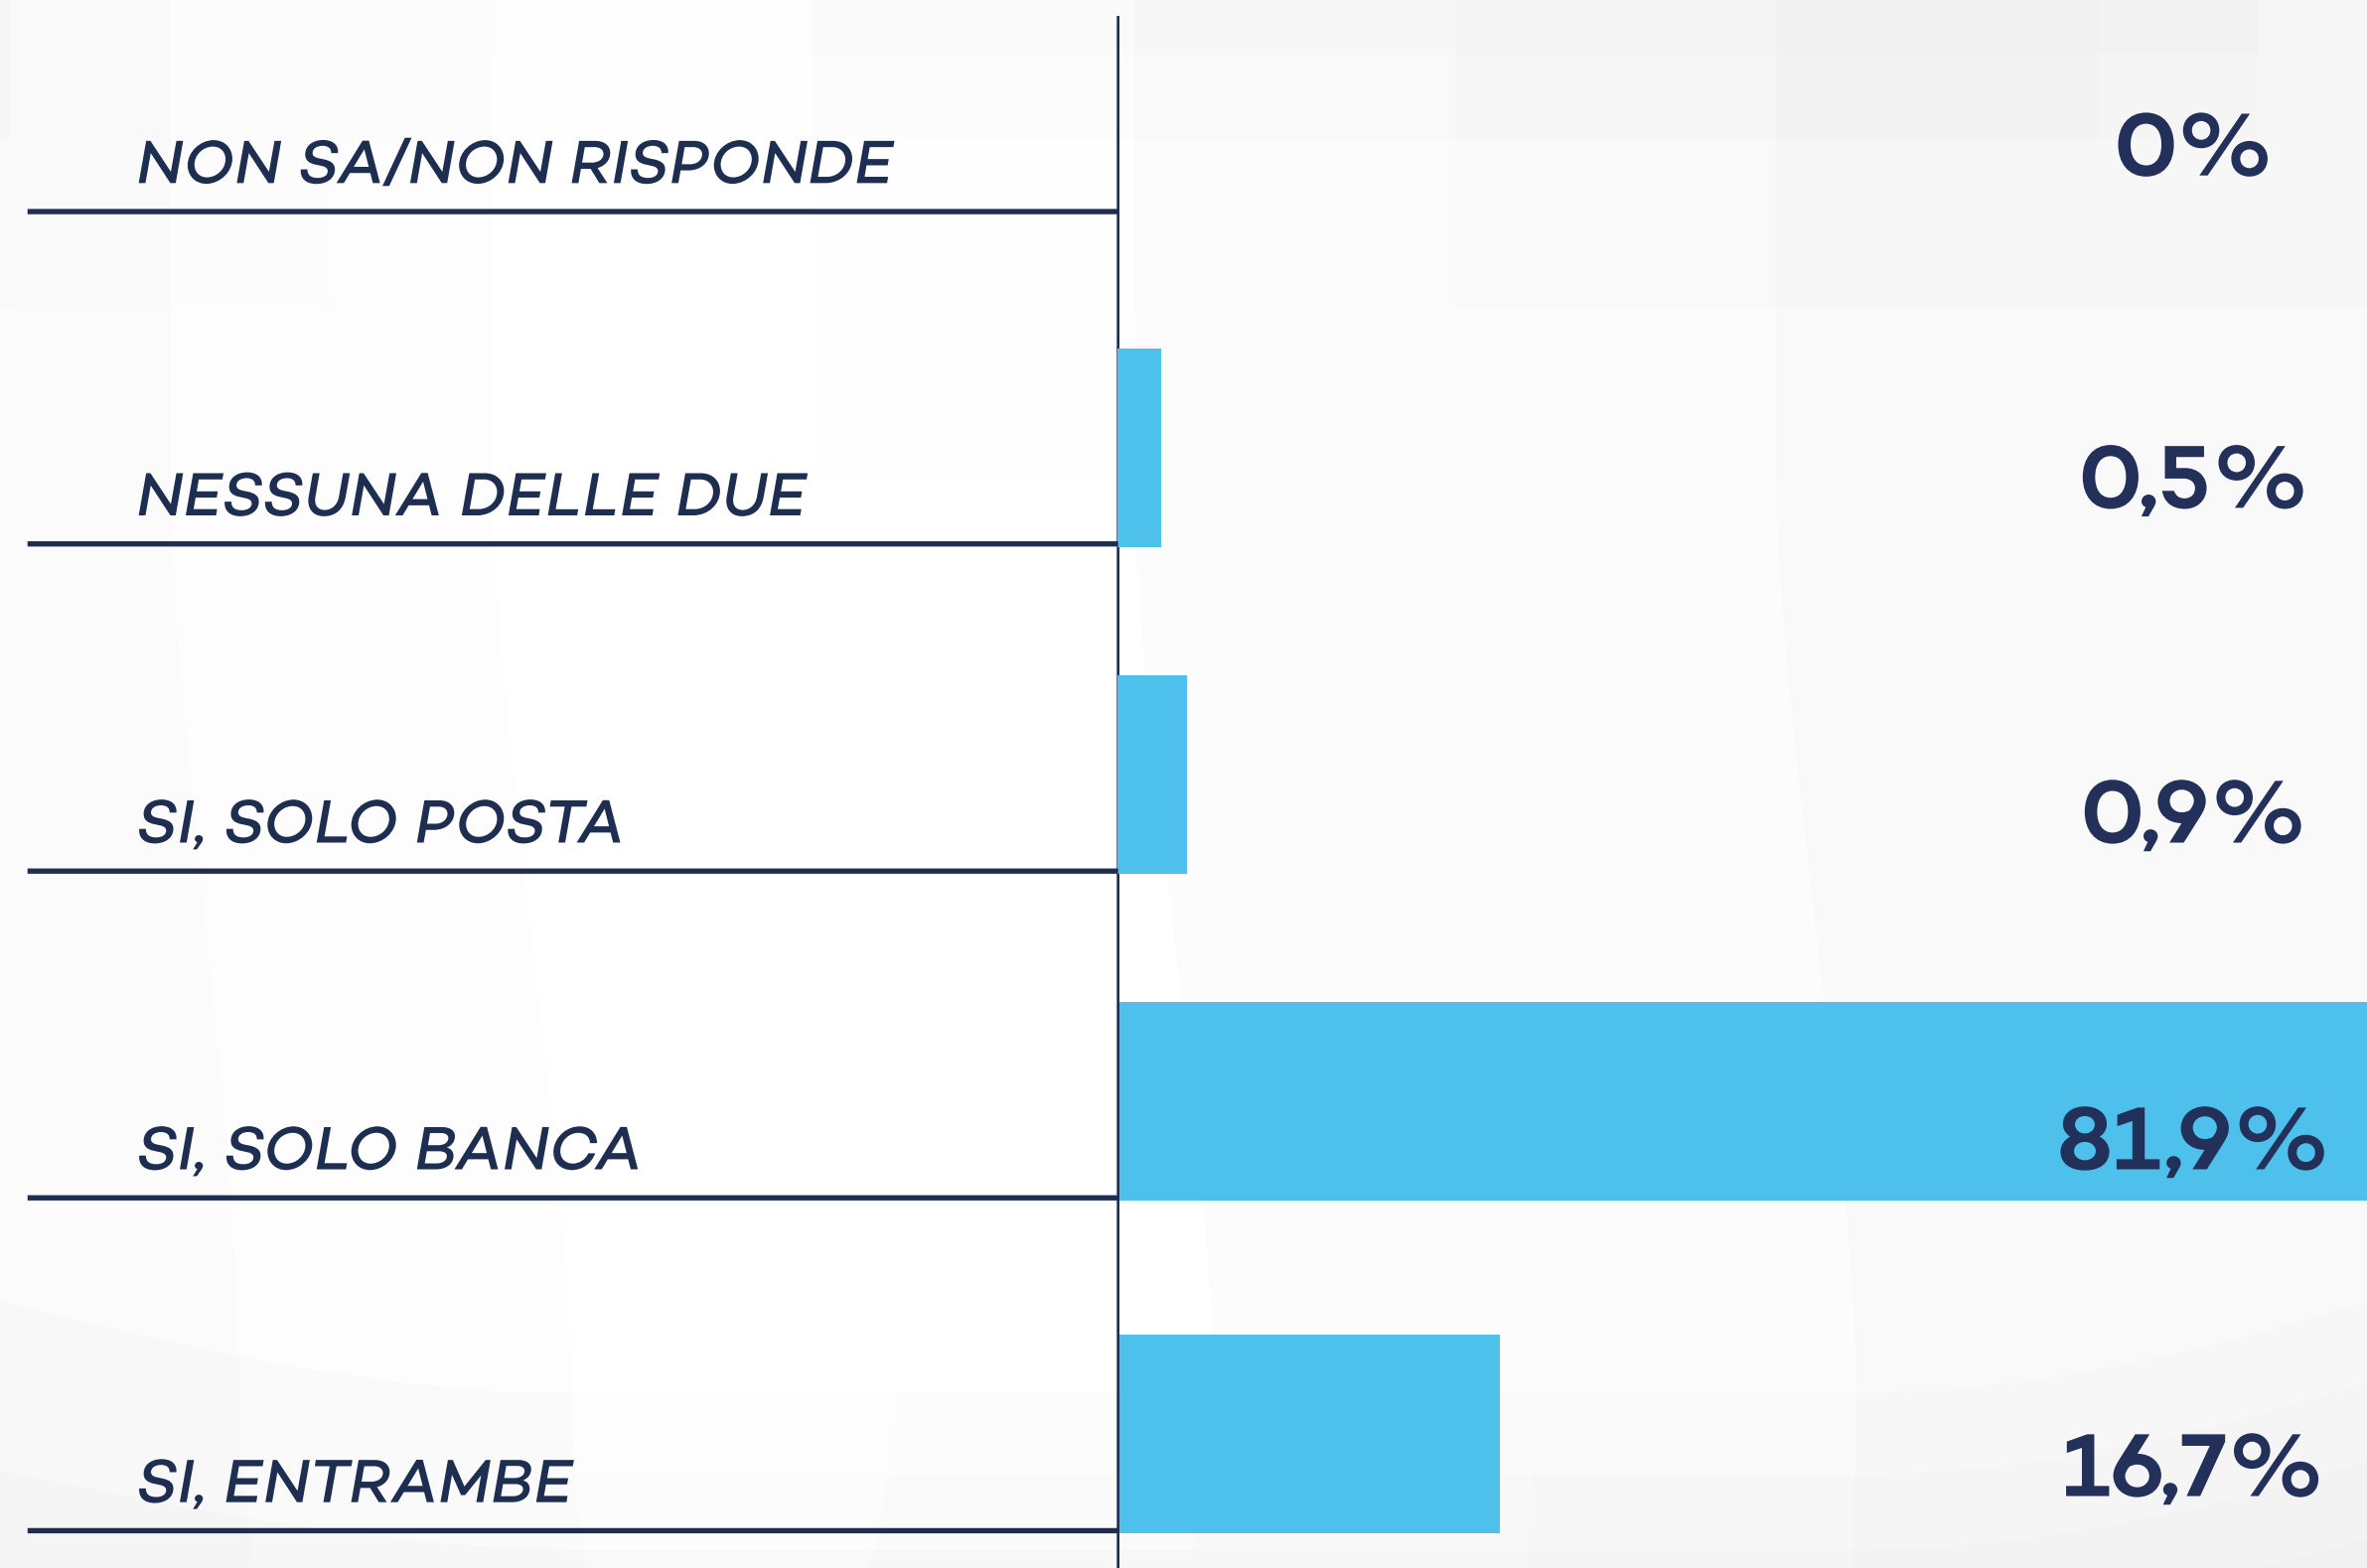 NON SA/NON RISPONDE 0%
NESSUNA DELLE DUE 0,5%
SI, SOLO POSTA 0,9%
SI, SOLO BANCA 81,9%
SI, ENTRAMBE 16,7%